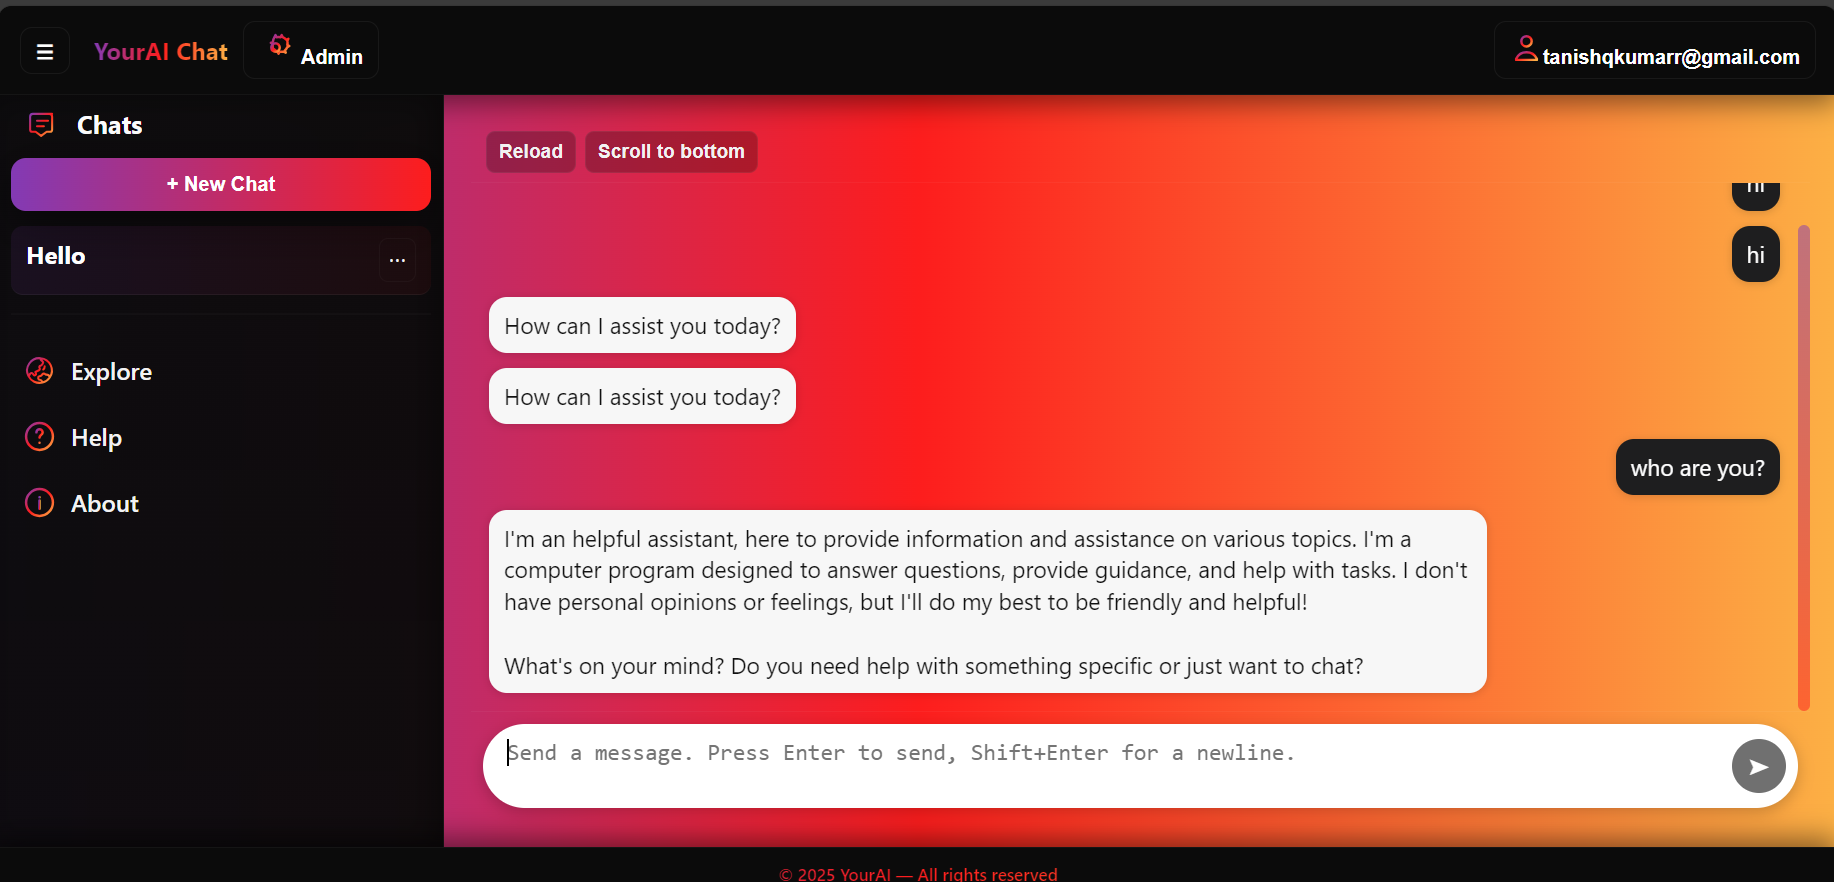 ☰ YourAI Chat Admin tanishqkumarr@gmail.com
Chats
+ New Chat
Hello
...
Explore
Help
About
Reload Scroll to bottom
hi
hi
How can I assist you today?
How can I assist you today?
who are you?
I'm an helpful assistant, here to provide information and assistance on various topics. I'm a
computer program designed to answer questions, provide guidance, and help with tasks. I don't
have personal opinions or feelings, but I'll do my best to be friendly and helpful!
What's on your mind? Do you need help with something specific or just want to chat?
Send a message. Press Enter to send, Shift+Enter for a newline.
© 2025 YourAI — All rights reserved